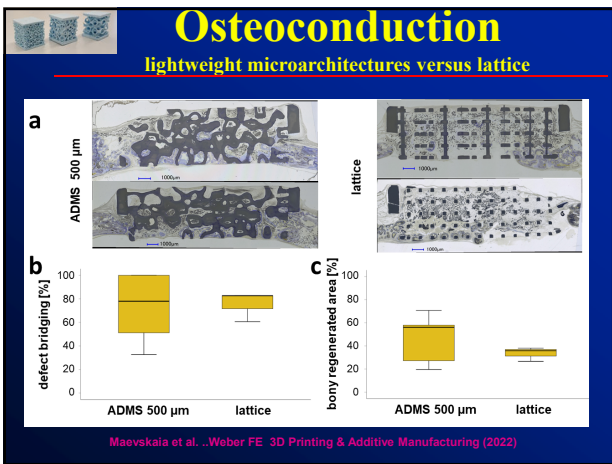 Osteoconduction
lightweight microarchitectures versus lattice
a
ADMS 500 µm
1000µm
1000µm
lattice
1000µm
1000µm
b
defect bridging [%]
100
80
60
40
20
0
ADMS 500 µm
lattice
c
bony regenerated area [%]
100
80
60
40
20
0
ADMS 500 µm
lattice
Maevskaia et al. ..Weber FE 3D Printing & Additive Manufacturing (2022)